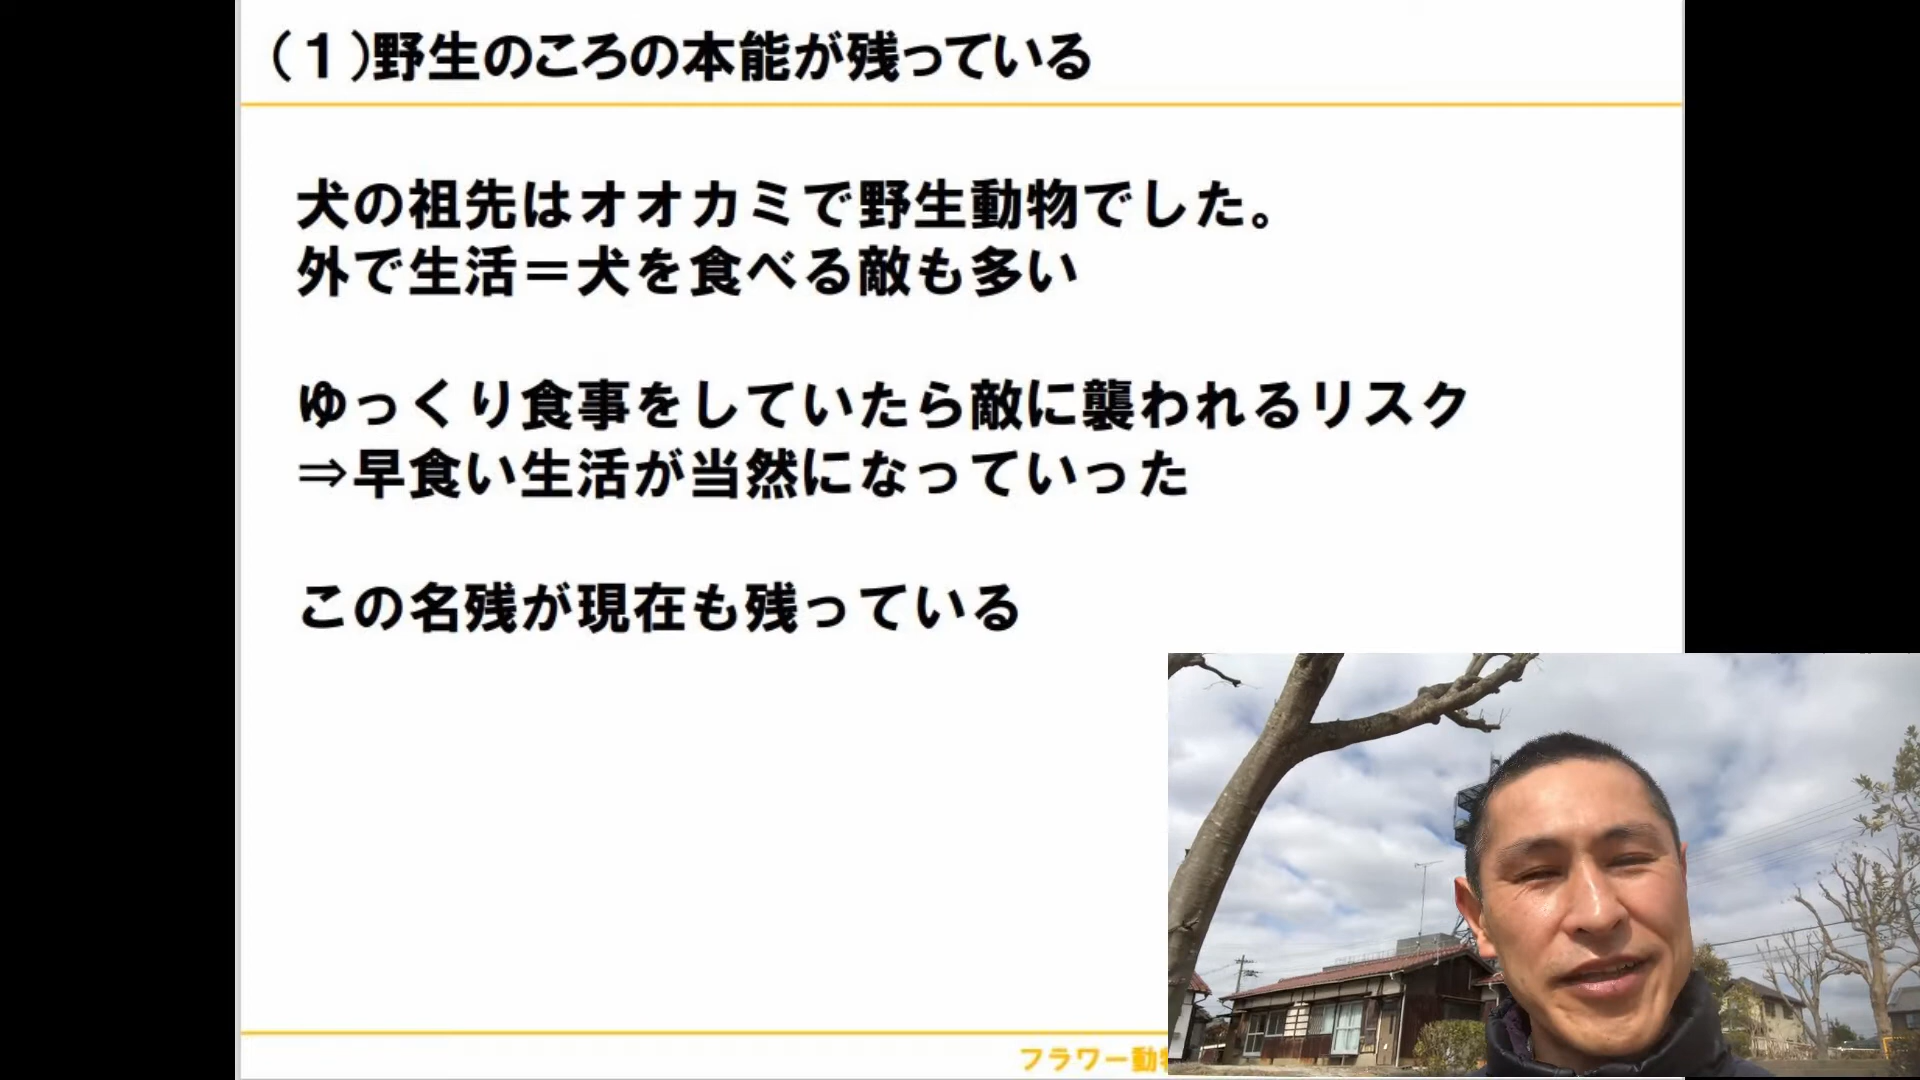 （１）野生のころの本能が残っている
犬の祖先はオオカミで野生動物でした。
外で生活＝犬を食べる敵も多い
ゆっくり食事をしていたら敵に襲われるリスク
⇒早食い生活が当然になっていった
この名残が現在も残っている
フラワー動